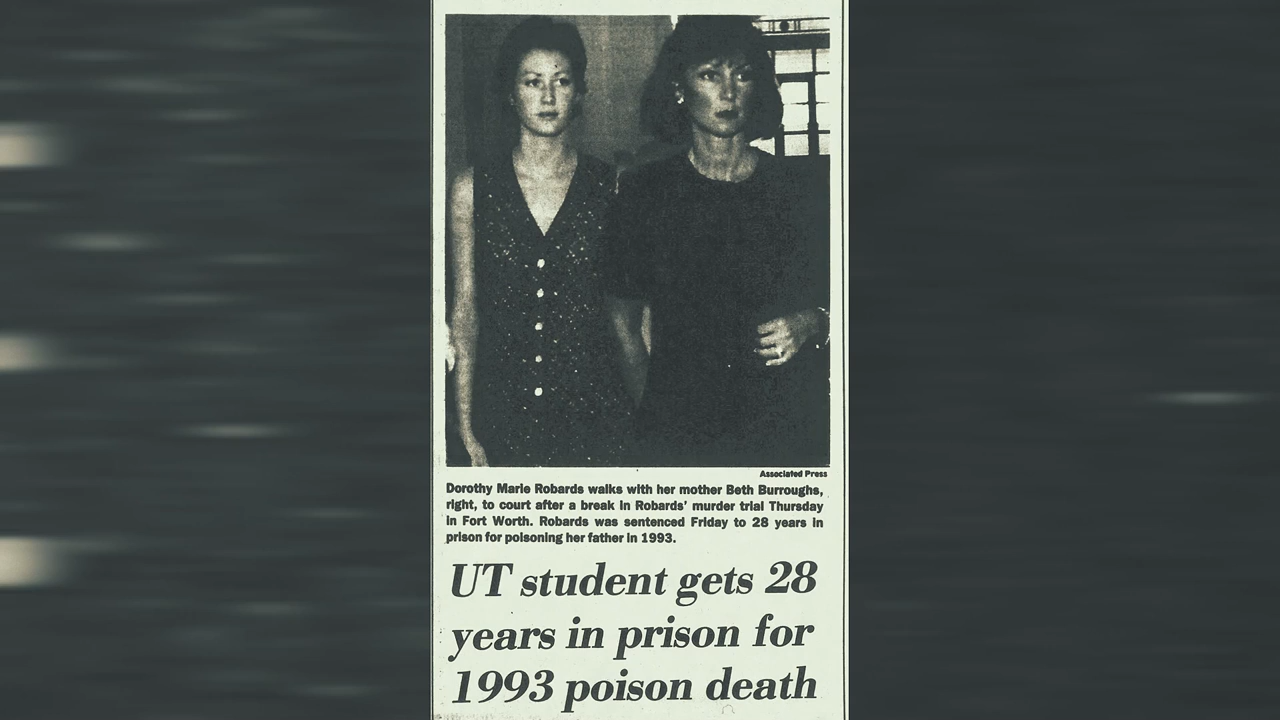 Associated Press
Dorothy Marie Robards walks with her mother Beth Burroughs,
right, to court after a break in Robards' murder trial Thursday
in Fort Worth. Robards was sentenced Friday to 28 years in
prison for poisoning her father in 1993.
UT student gets 28
years in prison for
1993 poison death